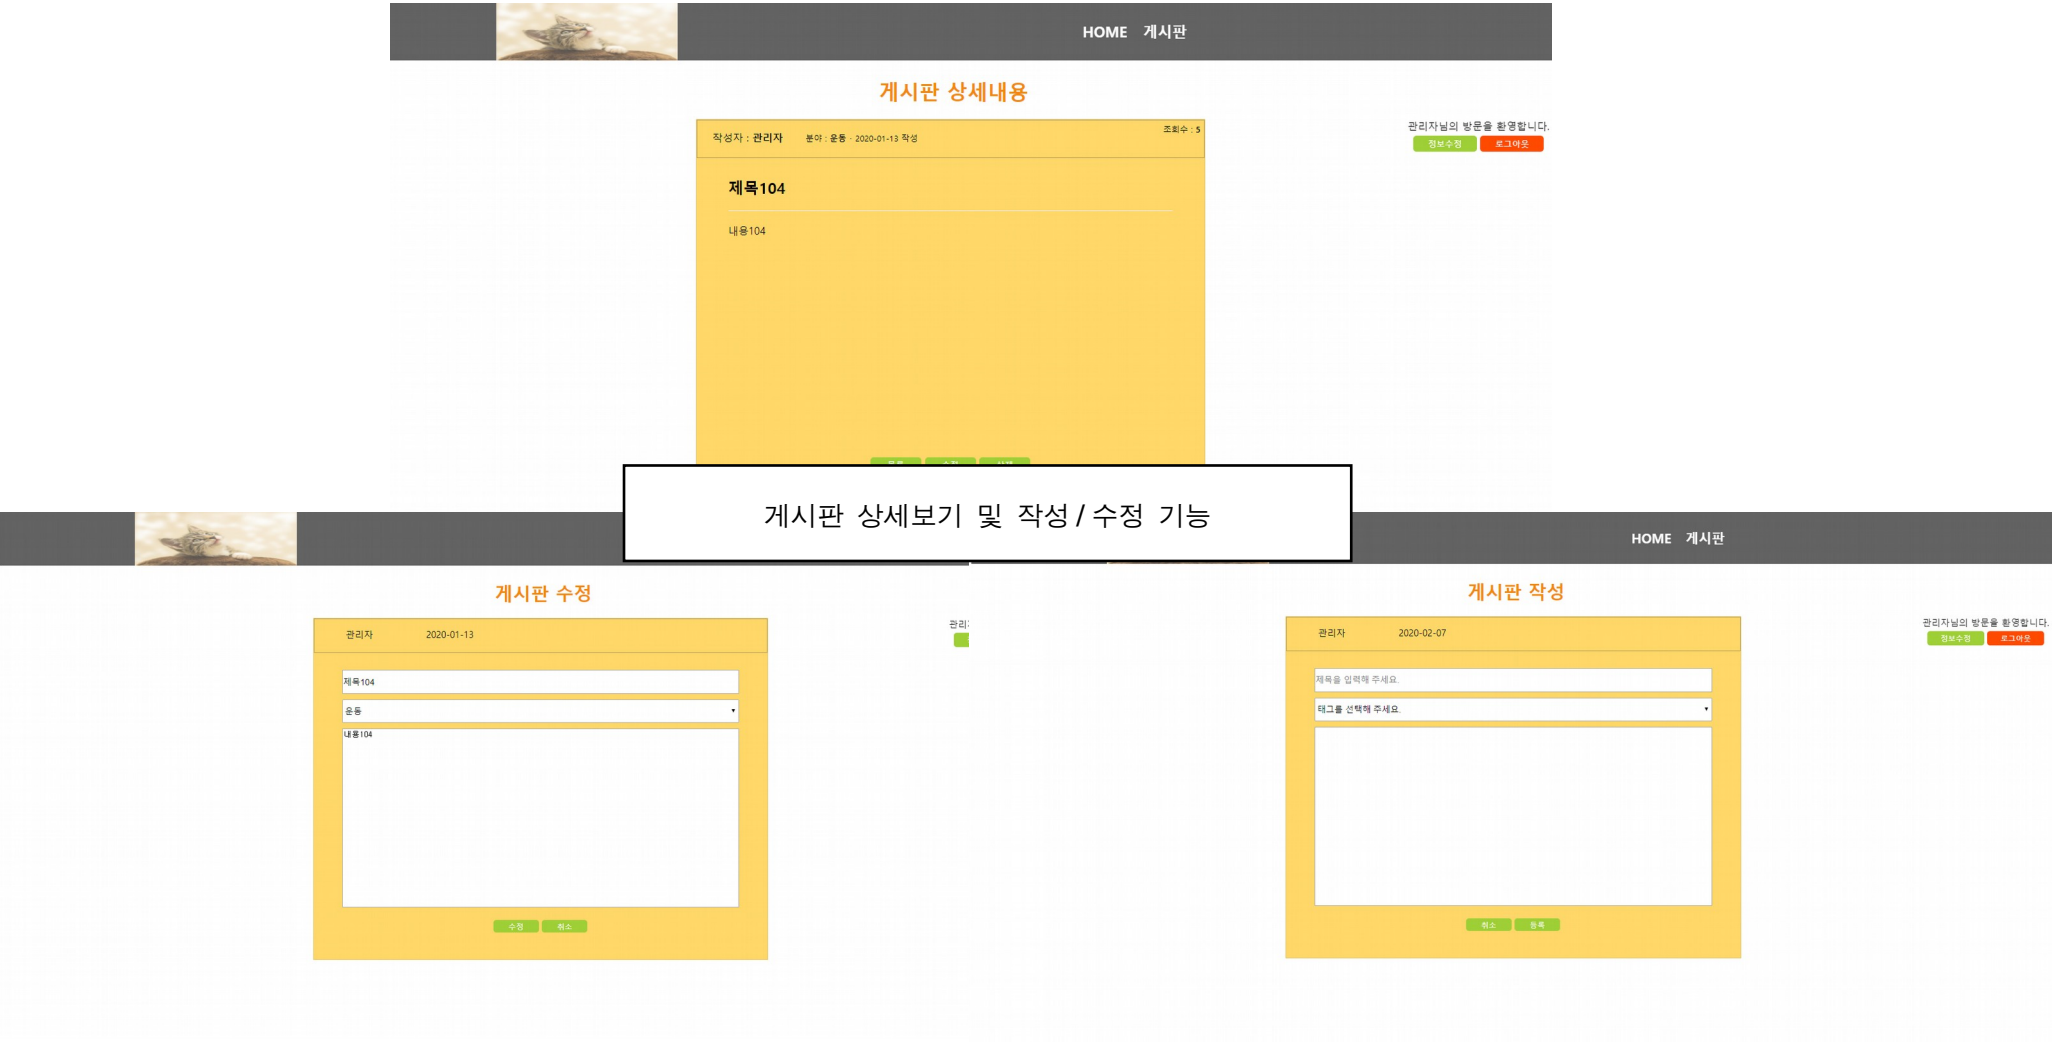 HOME 게시판
게시판 상세내용
작성자 : 관리자 분야 : 운동 - 2020-01-13 작성 조회수 : 5
관리자님의 방문을 환영합니다.
정보수정 로그아웃
제목104
내용104
게시판 상세보기 및 작성/수정 기능
HOME 게시판
게시판 수정
관리자 2020-01-13
제목104
운동
내용104
수정 취소
게시판 작성
관리자 2020-02-07
관리자님의 방문을 환영합니다.
정보수정 로그아웃
제목을 입력해 주세요.
태그를 선택해 주세요.
취소 등록